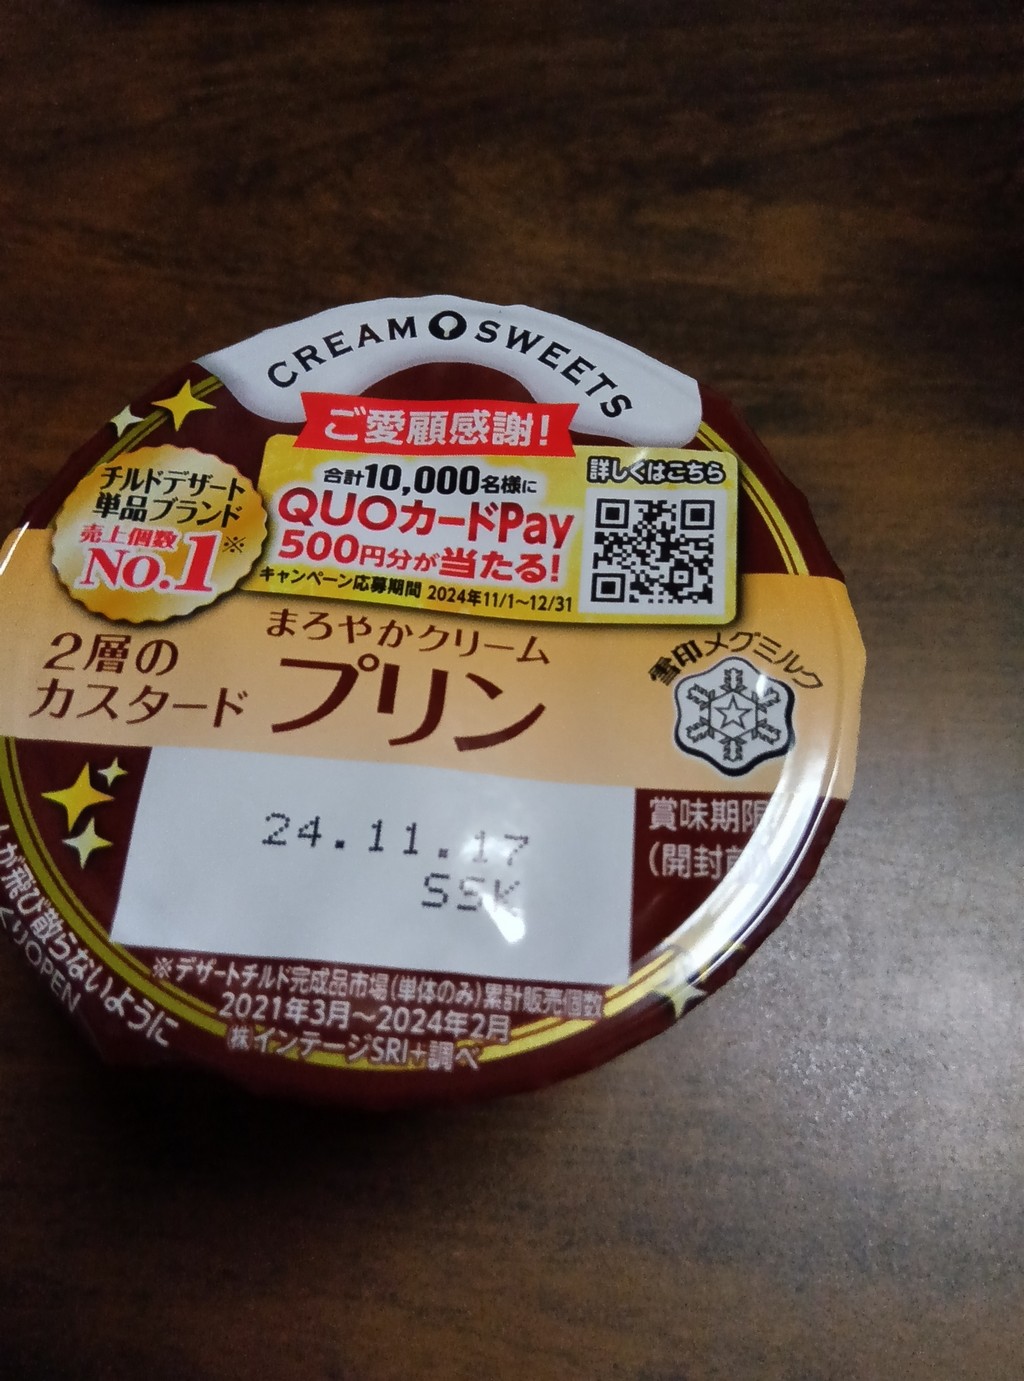 CREAM SWEETS
ご愛顧感謝!
チルドデザート
単品ブランド
売上個数
No.1※
合計10,000名様に
QUOカードPay
500円分が当たる!
キャンペーン応募期間 2024年11/1~12/31
詳しくはこちら
2層の
カスタード
まろやかクリーム
プリン
雪印メグミルク
24.11.17
SSK
賞味期限
(開封
が飛び散らないように
OPEN
※デザートチルド完成品市場(単体のみ)累計販売個数
2021年3月~2024年2月
㈱インテージSRI+調べ